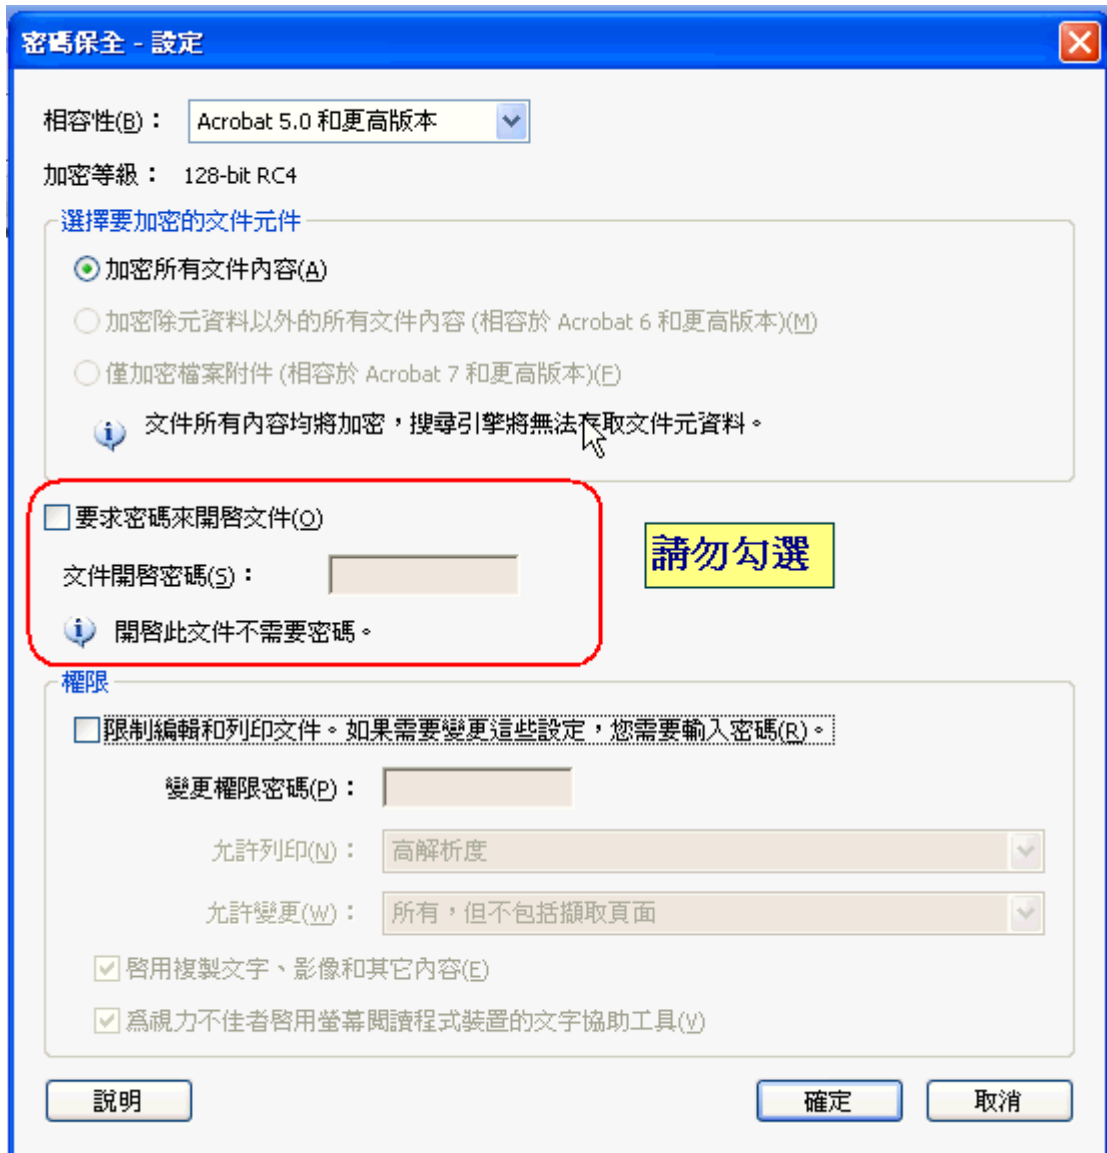 密碼保全 - 設定
相容性(B)： Acrobat 5.0 和更高版本
加密等級： 128-bit RC4
選擇要加密的文件元件
加密所有文件內容(A)
加密除元資料以外的所有文件內容 (相容於 Acrobat 6 和更高版本)(M)
僅加密檔案附件 (相容於 Acrobat 7 和更高版本)(F)
文件所有內容均將加密，搜尋引擎將無法存取文件元資料。
要求密碼來開啓文件(O)
請勿勾選
文件開啓密碼(S)：
開啓此文件不需要密碼。
權限
限制編輯和列印文件。如果需要變更這些設定，您需要輸入密碼(R)。
變更權限密碼(P)：
允許列印(N)： 高解析度
允許變更(W)： 所有，但不包括擷取頁面
啓用複製文字、影像和其它內容(E)
爲視力不佳者啓用螢幕閱讀程式裝置的文字協助工具(V)
說明 確定 取消